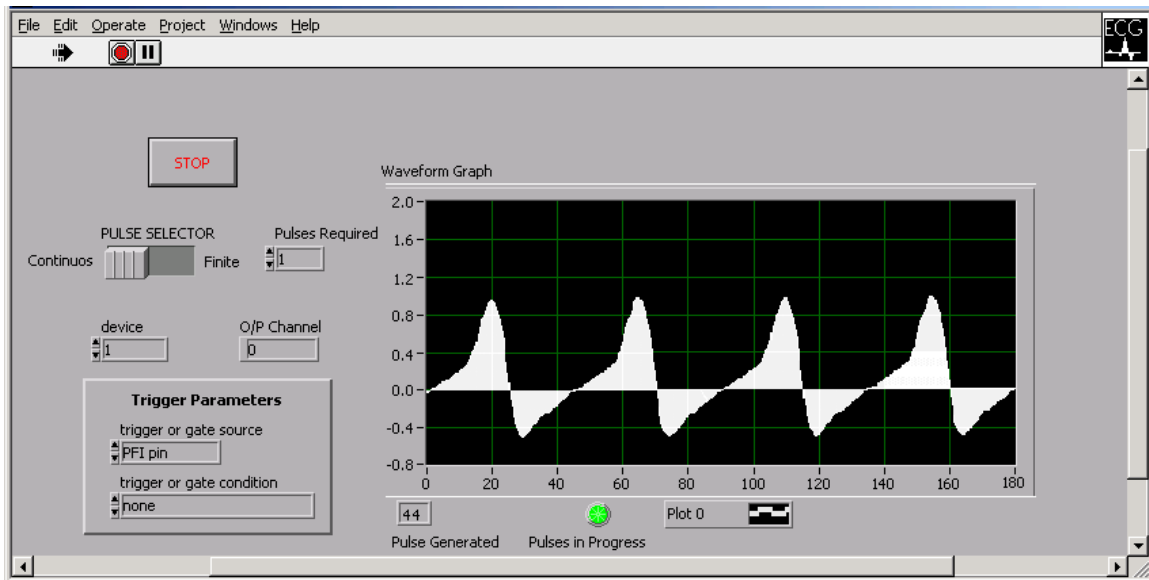 File Edit Operate Project Windows Help
ECG
STOP
Waveform Graph
PULSE SELECTOR
Pulses Required
Continuos
Finite
1
device
O/P Channel
1
0
Trigger Parameters
trigger or gate source
PFI pin
trigger or gate condition
none
2.0
1.6
1.2
0.8
0.4
0.0
-0.4
-0.8
0 20 40 60 80 100 120 140 160 180
44
Plot 0
Pulse Generated
Pulses in Progress